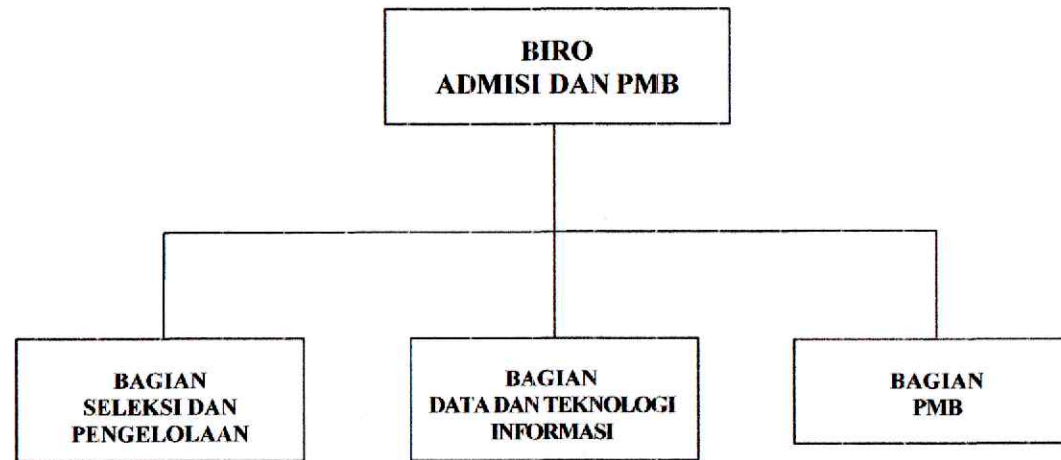 BIRO
ADMISI DAN PMB
BAGIAN
SELEKSI DAN
PENGELOLAAN
BAGIAN
DATA DAN TEKNOLOGI
INFORMASI
BAGIAN
PMB